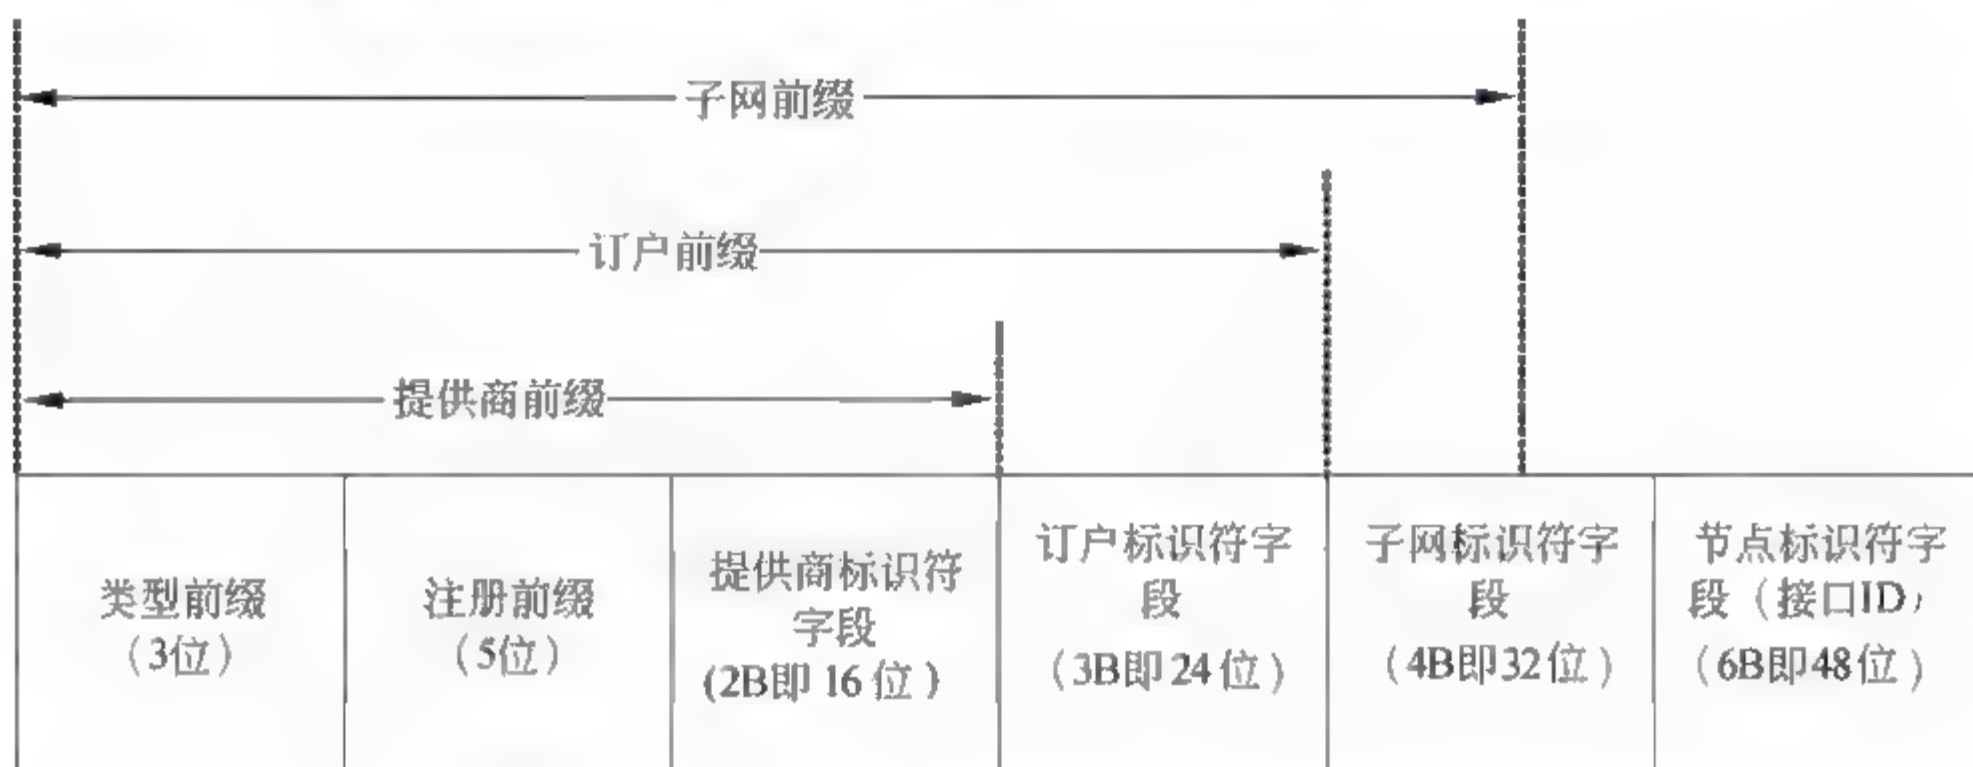 子网前缀
订户前缀
提供商前缀
类型前缀
（3位）
注册前缀
（5位）
提供商标识符
字段
(2B即 16 位 )
订户标识符字
段
（3B即 24 位）
子网标识符字
段
（4B即32位）
节点标识符字
段（接口ID）
（6B即48位）